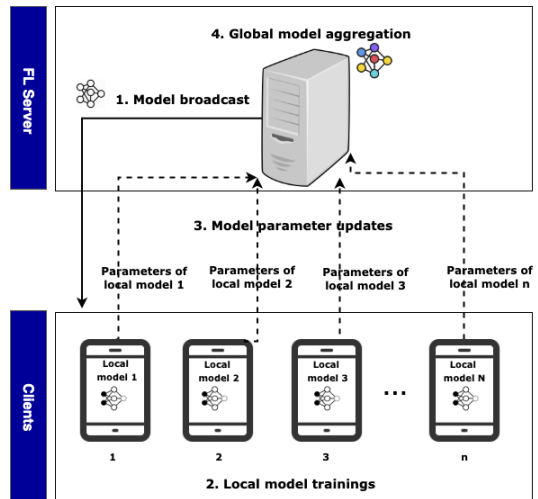 4. Global model aggregation
FL Server
1. Model broadcast
3. Model parameter updates
Parameters of
local model 1
Parameters of
local model 2
Parameters of
local model 3
Parameters of
local model n
Clients
Local
model 1
Local
model 2
Local
model 3
...
Local
model N
1
2
3
n
2. Local model trainings